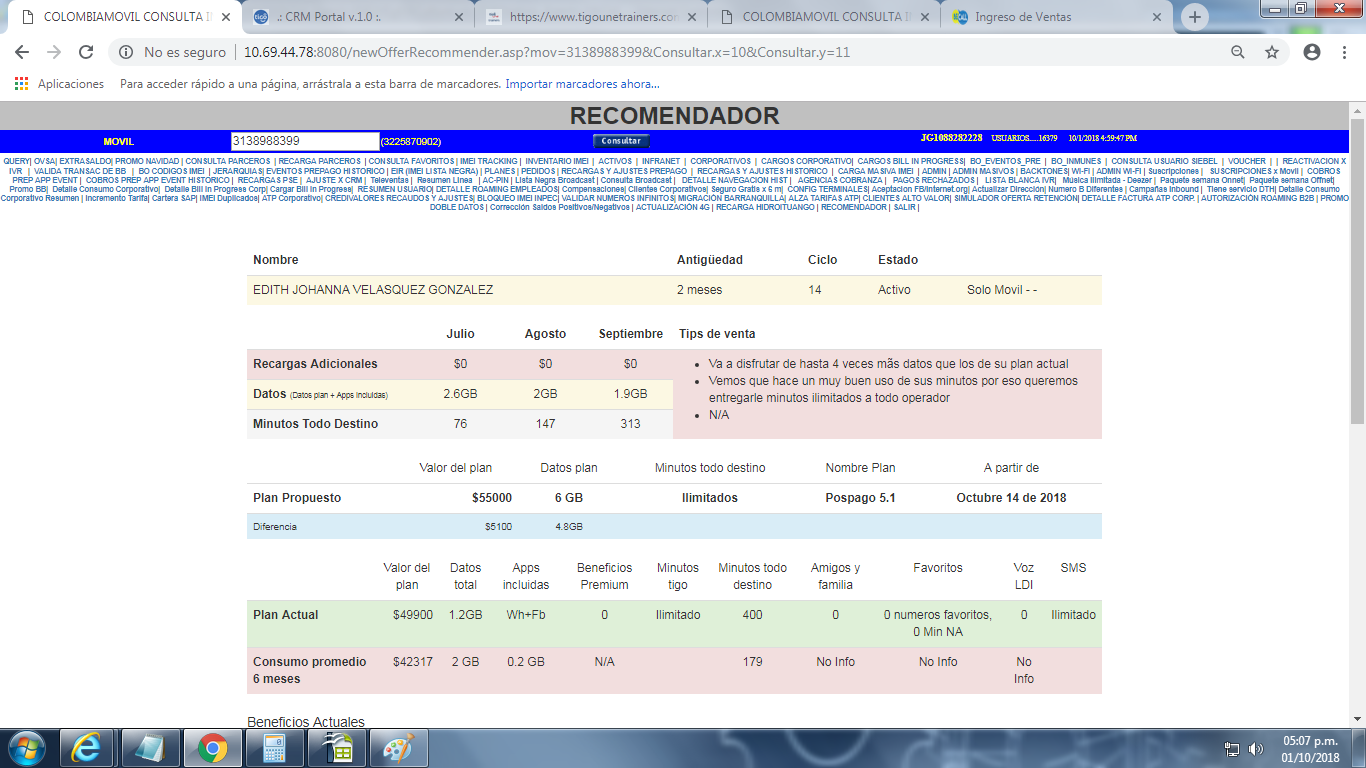 COLOMBIAMOVIL CONSULTA I
.: CRM Portal v.1.0 :.
https://www.tigounetrainers.con
COLOMBIAMOVIL CONSULTA I
Ingreso de Ventas
No es seguro | 10.69.44.78:8080/newOfferRecommender.asp?mov=3138988399&Consultar.x=10&Consultar.y=11
Aplicaciones Para acceder rápido a una página, arrástrala a esta barra de marcadores. Importar marcadores ahora...
RECOMENDADOR
MOVIL 3138988399 (3225870902) Consultar JG1088282228 USUARIOS.....16379 10/1/2018 4:59:47 PM
QUERY| OVSA| EXTRASALDO| PROMO NAVIDAD | CONSULTA PARCEROS | RECARGA PARCEROS | CONSULTA FAVORITOS | IMEI TRACKING | INVENTARIO IMEI | ACTIVOS | INFRANET | CORPORATIVOS | CARGOS CORPORATIVO| CARGOS BILL IN PROGRESS| BO_EVENTOS_PRE | BO_INMUNES | CONSULTA USUARIO SIEBEL | VOUCHER | | REACTIVACION X
IVR | VALIDA TRANSAC DE BB | BO CODIGOS IMEI | JERARQUIAS| EVENTOS PREPAGO HISTORICO | EIR (IMEI LISTA NEGRA) | PLANES | PEDIDOS | RECARGAS Y AJUSTES PREPAGO | RECARGAS Y AJUSTES HISTORICO | CARGA MASIVA IMEI | ADMIN | ADMIN MASIVOS | BACKTONES| WI-FI | ADMIN WI-FI | Suscripciones | SUSCRIPCIONES x Movil | COBROS
PREP APP EVENT | COBROS PREP APP EVENT HISTORICO | RECARGAS PSE | AJUSTE X CRM | Televentas | Resumen Linea | AC-PIN | Lista Negra Broadcast | Consulta Broadcast | DETALLE NAVEGACION HIST | AGENCIAS COBRANZA | PAGOS RECHAZADOS | LISTA BLANCA IVR| Música Ilimitada - Deezer | Paquete semana Onnet| Paquete semana Offnet|
Promo BB| Detalle Consumo Corporativo| Detalle Bill in Progress Corp| Cargar Bill in Progress| RESUMEN USUARIO| DETALLE ROAMING EMPLEADOS| Compensaciones| Clientes Corporativos| Seguro Gratis x 6 m| CONFIG TERMINALES| Aceptacion FB/Internet.org| Actualizar Dirección| Numero B Diferentes | Campañas Inbound | Tiene servicio DTH| Detalle Consumo
Corporativo Resumen | Incremento Tarifa| Cartera SAP| IMEI Duplicados| ATP Corporativo| CREDIVALORES RECAUDOS Y AJUSTES| BLOQUEO IMEI INPEC| VALIDAR NUMEROS INFINITOS| MIGRACIÓN BARRANQUILLA| ALZA TARIFAS ATP| CLIENTES ALTO VALOR| SIMULADOR OFERTA RETENCIÓN| DETALLE FACTURA ATP CORP. | AUTORIZACIÓN ROAMING B2B | PROMO
DOBLE DATOS | Corrección Saldos Positivos/Negativos | ACTUALIZACIÓN 4G | RECARGA HIDROITUANGO | RECOMENDADOR | SALIR |
Nombre Antigüedad Ciclo Estado
EDITH JOHANNA VELASQUEZ GONZALEZ 2 meses 14 Activo Solo Movil - -
Julio Agosto Septiembre Tips de venta
Recargas Adicionales $0 $0 $0
Datos (Datos plan + Apps incluidas) 2.6GB 2GB 1.9GB
Minutos Todo Destino 76 147 313
• Va a disfrutar de hasta 4 veces mãs datos que los de su plan actual
• Vemos que hace un muy buen uso de sus minutos por eso queremos
entregarle minutos ilimitados a todo operador
• N/A
Valor del plan Datos plan Minutos todo destino Nombre Plan A partir de
Plan Propuesto $55000 6 GB Ilimitados Pospago 5.1 Octubre 14 de 2018
Diferencia $5100 4.8GB
Valor del plan Datos total Apps incluidas Beneficios Premium Minutos tigo Minutos todo destino Amigos y familia Favoritos Voz LDI SMS
Plan Actual $49900 1.2GB Wh+Fb 0 Ilimitado 400 0 0 numeros favoritos, 0 Min NA 0 Ilimitado
Consumo promedio 6 meses $42317 2 GB 0.2 GB N/A 179 No Info No Info No Info
Beneficios Actuales
05:07 p.m.
01/10/2018